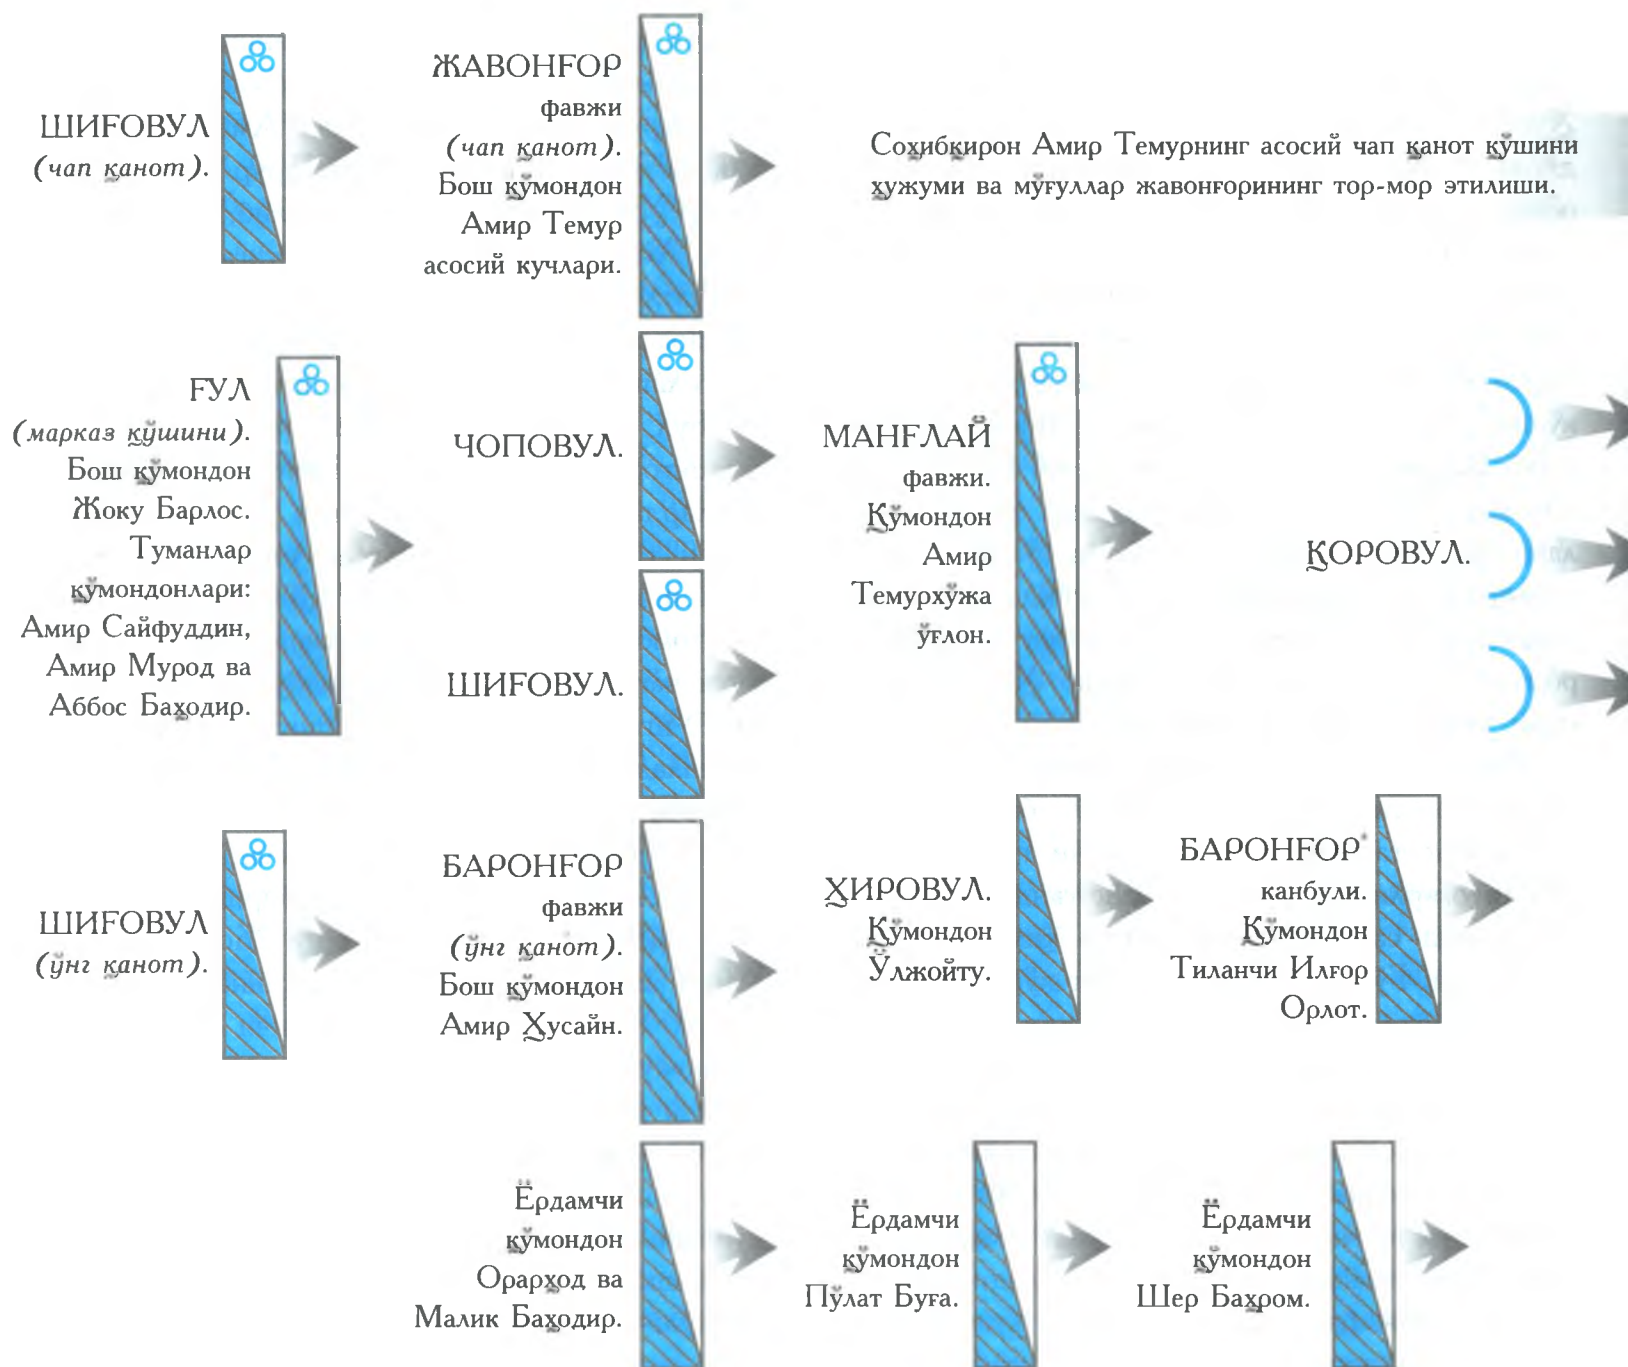 ШИҒОВУЛ
(чап қанот).
ЖАВОНҒОР
фавжи
(чап қанот).
Бош қўмондон
Амир Темур
асосий кучлари.
Соҳибқирон Амир Темурнинг асосий чап қанот қўшини
ҳужуми ва мўғуллар жавонғорининг тор-мор этилиши.
ҒУЛ
(марказ қўшини).
Бош қўмондон
Жоку Барлос.
Туманлар
қўмондонлари:
Амир Сайфуддин,
Амир Мурод ва
Аббос Баҳодир.
ЧОПОВУЛ.
ШИҒОВУЛ.
МАНҒЛАЙ
фавжи.
Қўмондон
Амир
Темурхўжа
ўғлон.
ҚОРОВУЛ.
ШИҒОВУЛ
(ўнг қанот).
БАРОНҒОР
фавжи
(ўнг қанот).
Бош қўмондон
Амир Ҳусайн.
ҲИРОВУЛ.
Қўмондон
Ўлжойту.
БАРОНҒОР*
канбули.
Қўмондон
Тиланчи Илғор
Орлот.
Ёрдамчи
қўмондон
Орарҳод ва
Малик Баҳодир.
Ёрдамчи
қўмондон
Пўлат Буға.
Ёрдамчи
қўмондон
Шер Баҳром.